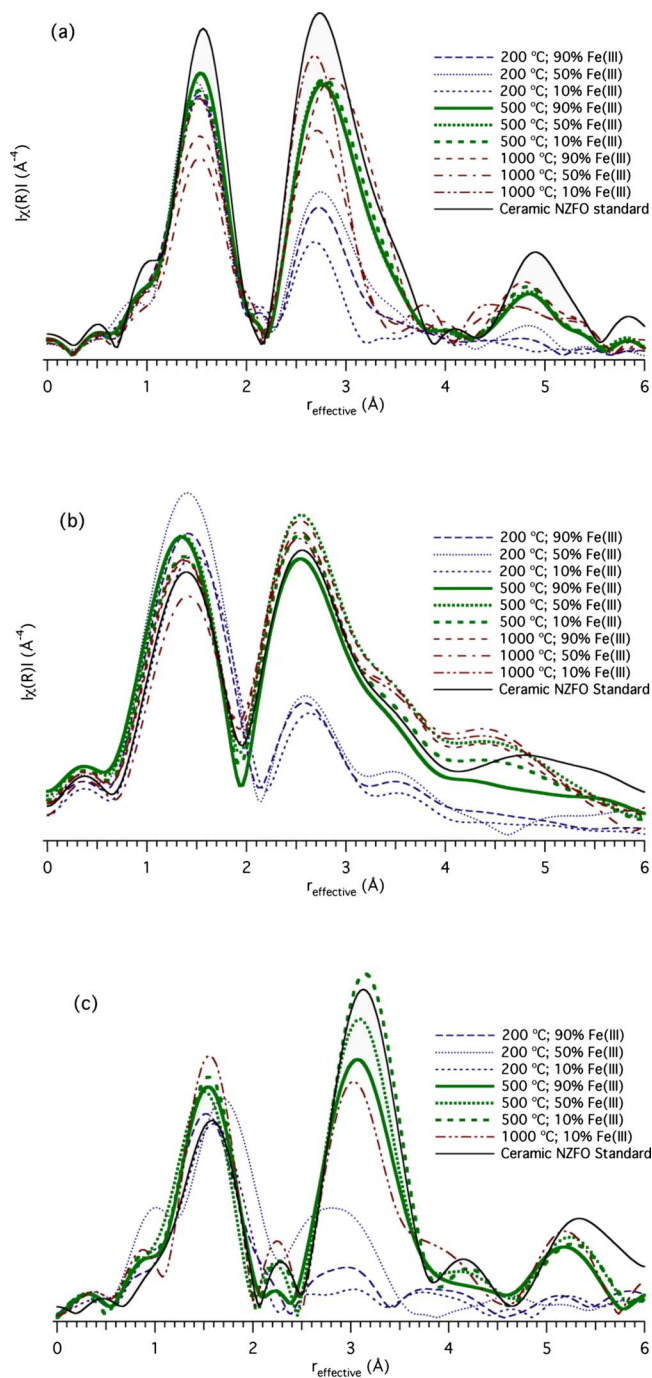 (a)
200 °C; 90% Fe(III)
200 °C; 50% Fe(III)
200 °C; 10% Fe(III)
500 °C; 90% Fe(III)
500 °C; 50% Fe(III)
500 °C; 10% Fe(III)
1000 °C; 90% Fe(III)
1000 °C; 50% Fe(III)
1000 °C; 10% Fe(III)
Ceramic NZFO standard
|χ(R)| (Å⁻⁴)
0 1 2 3 4 5 6
r effective (Å)
(b)
200 °C; 90% Fe(III)
200 °C; 50% Fe(III)
200 °C; 10% Fe(III)
500 °C; 90% Fe(III)
500 °C; 50% Fe(III)
500 °C; 10% Fe(III)
1000 °C; 90% Fe(III)
1000 °C; 50% Fe(III)
1000 °C; 10% Fe(III)
Ceramic NZFO Standard
|χ(R)| (Å⁻⁴)
0 1 2 3 4 5 6
r effective (Å)
(c)
200 °C; 90% Fe(III)
200 °C; 50% Fe(III)
200 °C; 10% Fe(III)
500 °C; 90% Fe(III)
500 °C; 50% Fe(III)
500 °C; 10% Fe(III)
1000 °C; 10% Fe(III)
Ceramic NZFO Standard
0 1 2 3 4 5 6
r effective (Å)